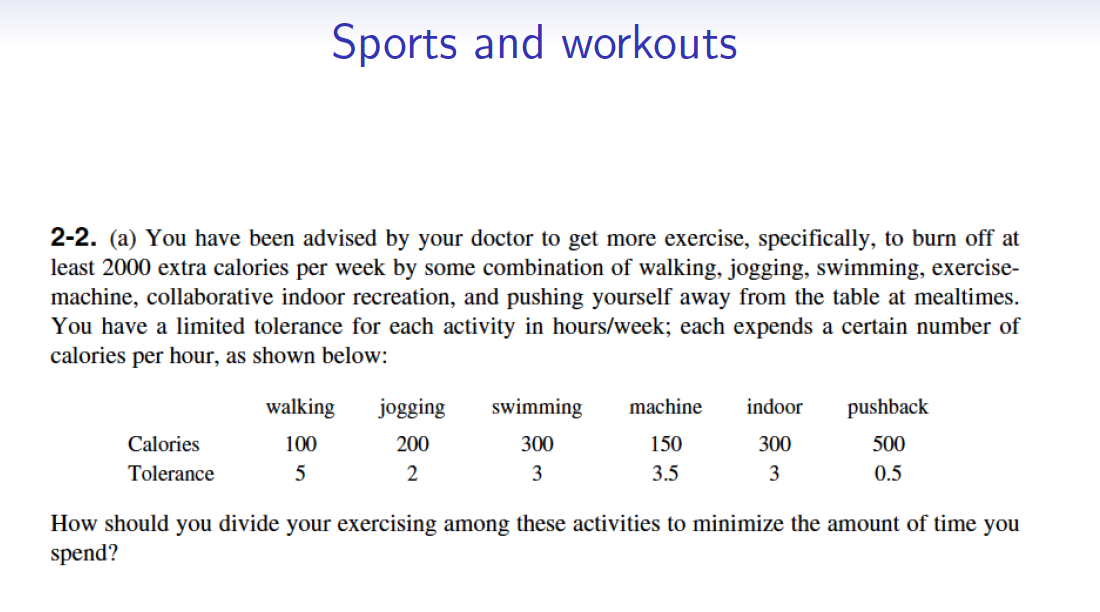 Sports and workouts
2-2. (a) You have been advised by your doctor to get more exercise, specifically, to burn off at
least 2000 extra calories per week by some combination of walking, jogging, swimming, exercise-
machine, collaborative indoor recreation, and pushing yourself away from the table at mealtimes.
You have a limited tolerance for each activity in hours/week; each expends a certain number of
calories per hour, as shown below:
walking jogging swimming machine indoor pushback
Calories 100 200 300 150 300 500
Tolerance 5 2 3 3.5 3 0.5
How should you divide your exercising among these activities to minimize the amount of time you
spend?